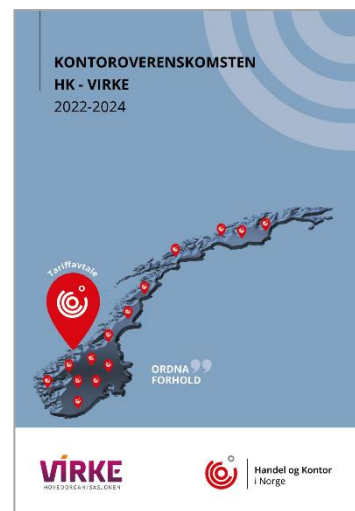 KONTOROVERENSKOMSTEN
HK - VIRKE
2022-2024
Tariffavtale
ORDNA
FORHOLD
VIRKE
HOVEDORGANISASJONEN
Handel og Kontor
i Norge